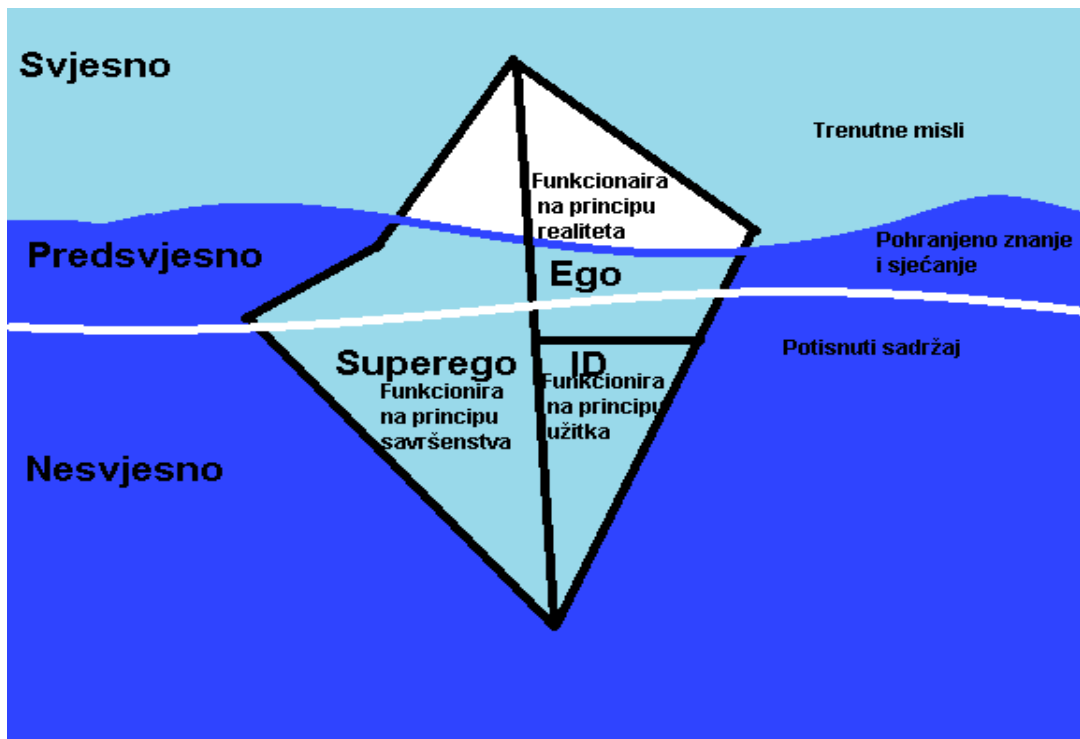 Svjesno
Trenutne misli
Funkcionaira
na principu
realiteta
Predsvjesno
Pohranjeno znanje
i sjećanje
Ego
Potisnuti sadržaj
Superego
Funkcionira
na principu
savršenstva
ID
Funkcionira
na principu
užitka
Nesvjesno